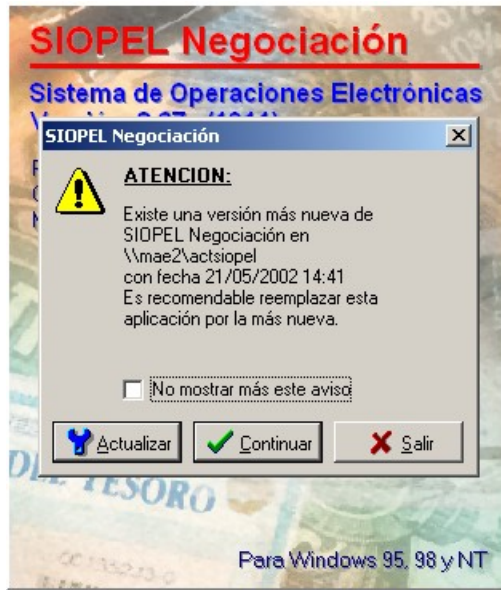 SIOPEL Negociación
Sistema de Operaciones Electrónicas
SIOPEL Negociación
ATENCION:
Existe una versión más nueva de
SIOPEL Negociación en
\\mae2\actsiopel
con fecha 21/05/2002 14:41
Es recomendable reemplazar esta
aplicación por la más nueva.
No mostrar más este aviso
Actualizar
Continuar
Salir
DEL TESORO
Para Windows 95, 98 y NT